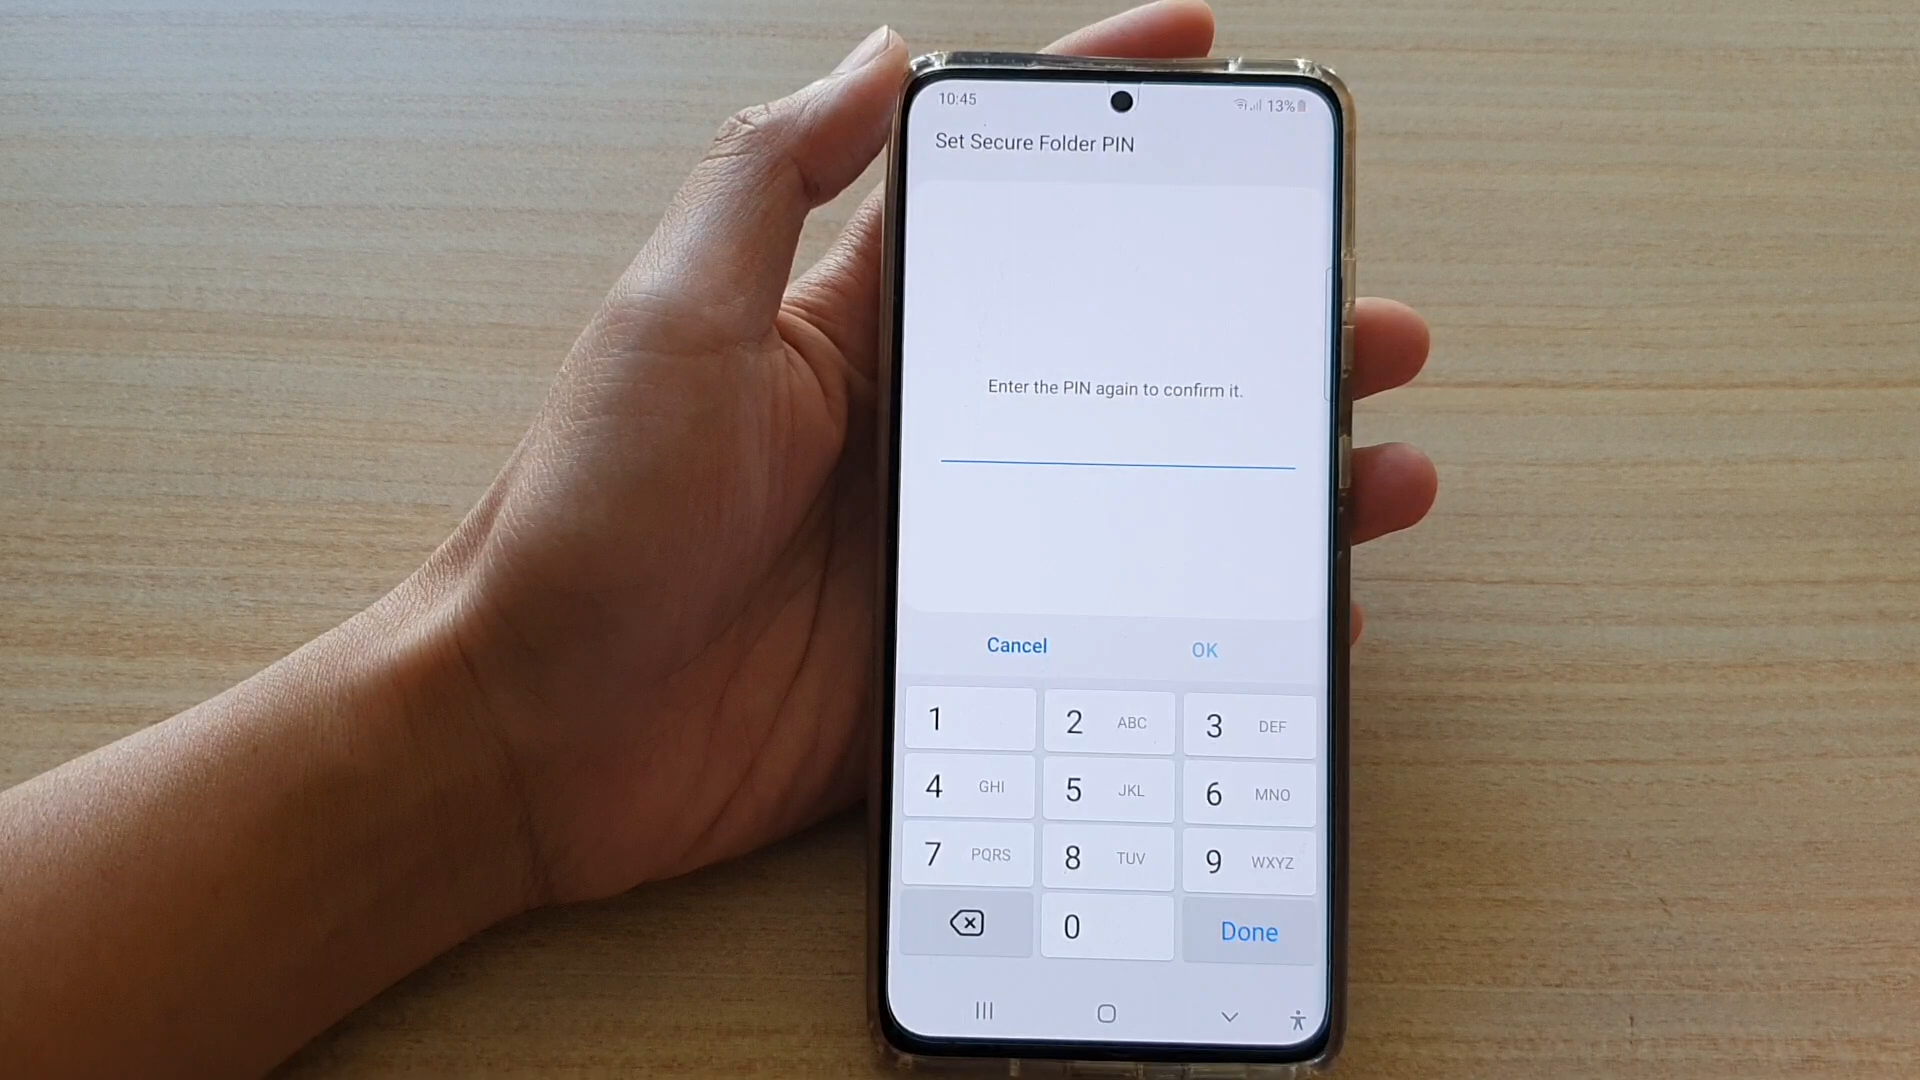 10:45 13%
Set Secure Folder PIN
Enter the PIN again to confirm it.
Cancel OK
1 2 ABC 3 DEF
4 GHI 5 JKL 6 MNO
7 PQRS 8 TUV 9 WXYZ
0 Done